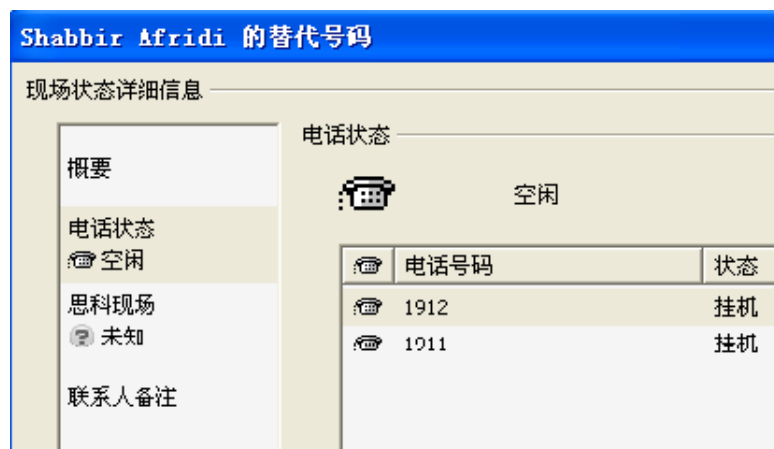 Shabbir Afridi 的替代号码
现场状态详细信息
概要
电话状态
空闲
思科现场
未知
联系人备注
电话状态
空闲
电话号码 状态
1912 挂机
1911 挂机